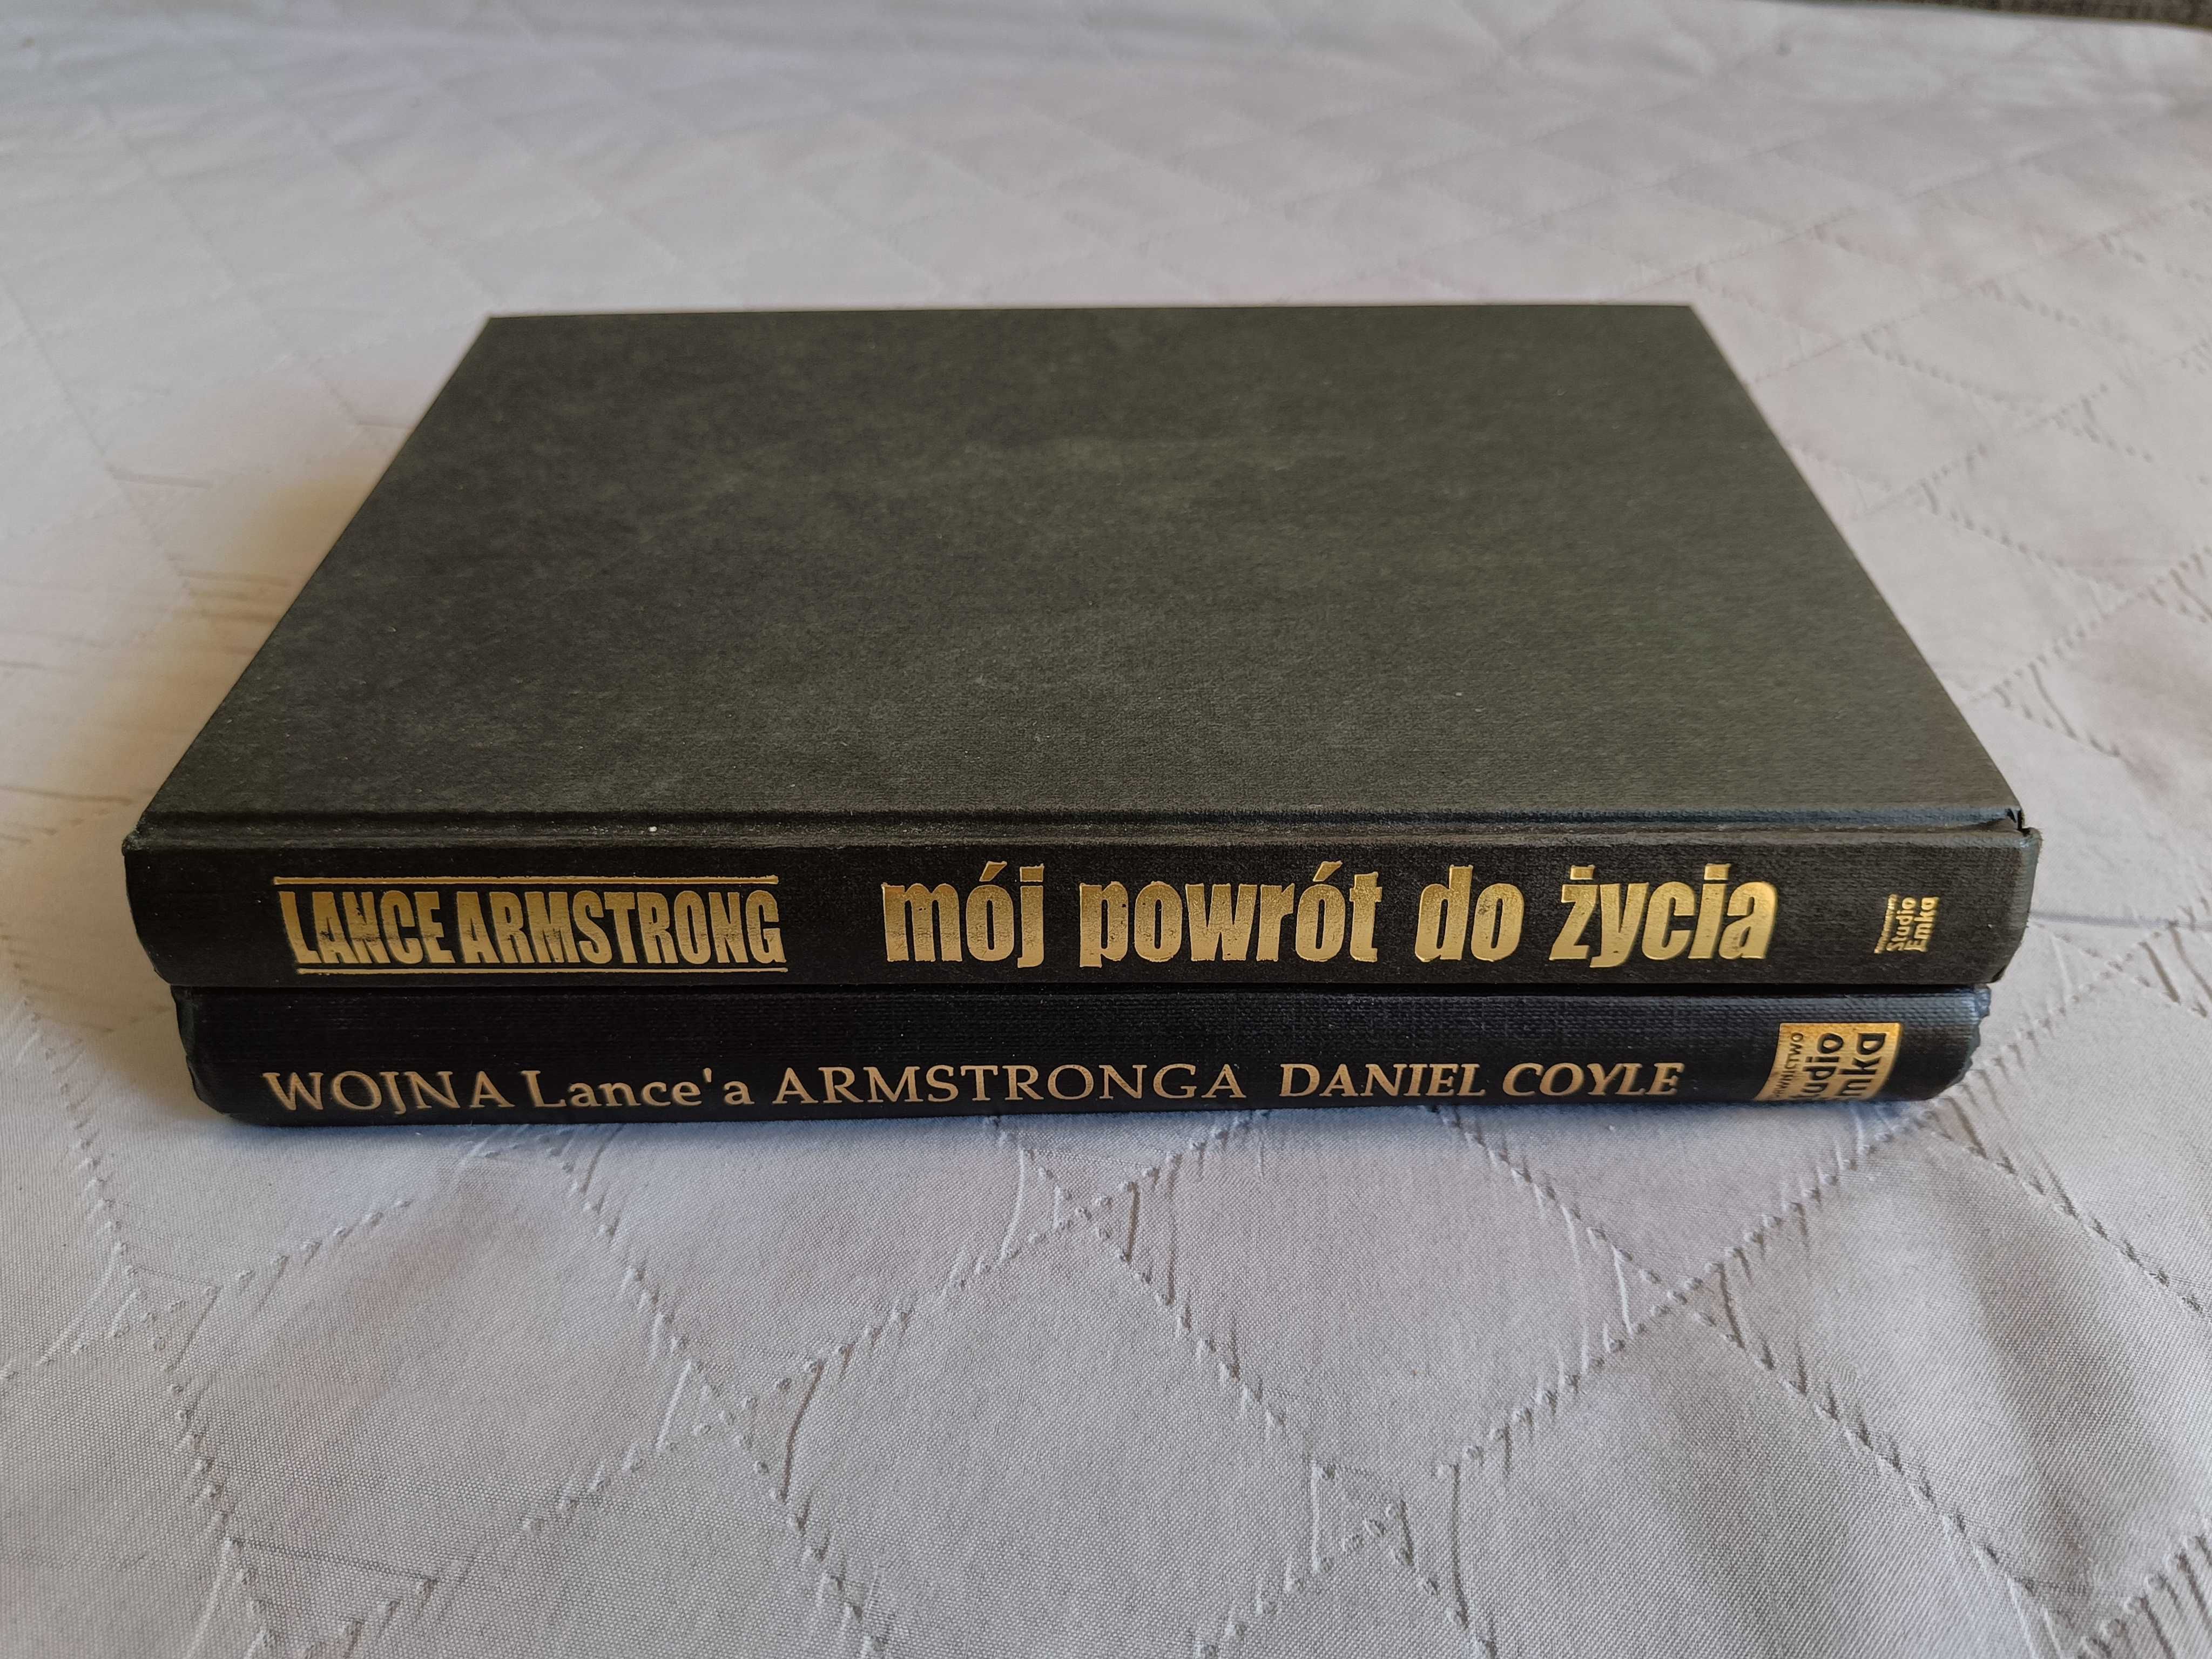 LANCE ARMSTRONG mój powrót do życia
Studio
Emka
WOJNA Lance'a ARMSTRONGA DANIEL COYLE